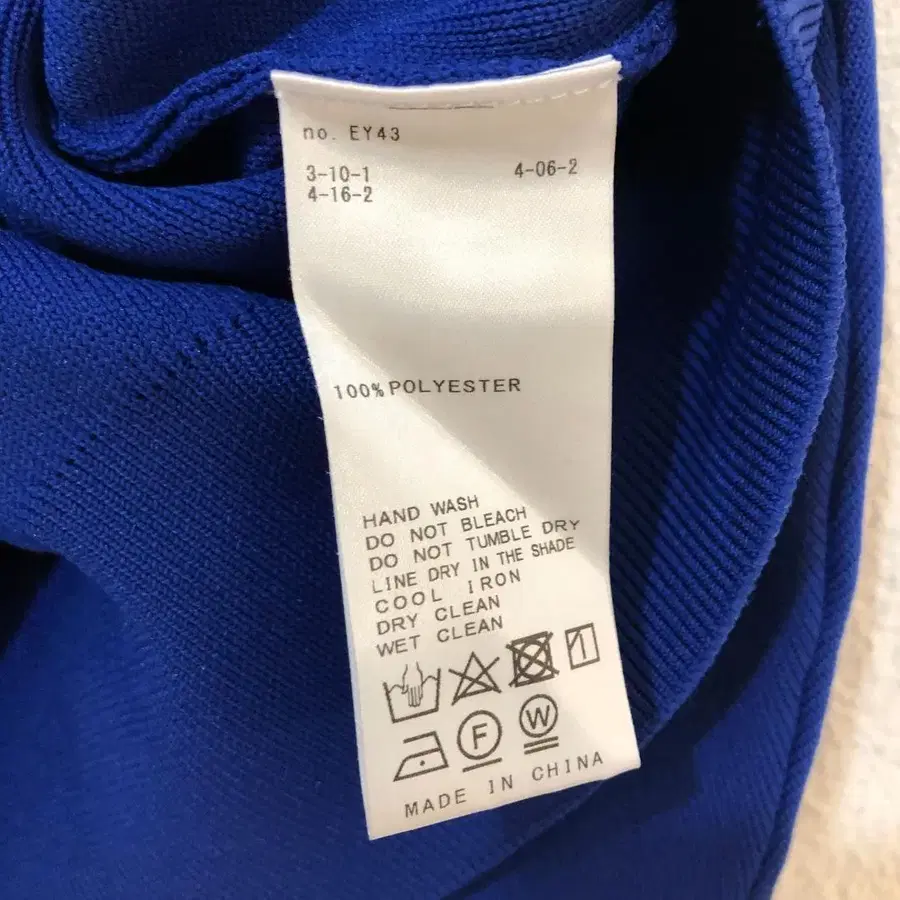 no. EY43
3-10-1 4-06-2
4-16-2
100% POLYESTER
HAND WASH
DO NOT BLEACH
DO NOT TUMBLE DRY
LINE DRY IN THE SHADE
COOL IRON
DRY CLEAN
WET CLEAN
F W
MADE IN CHINA